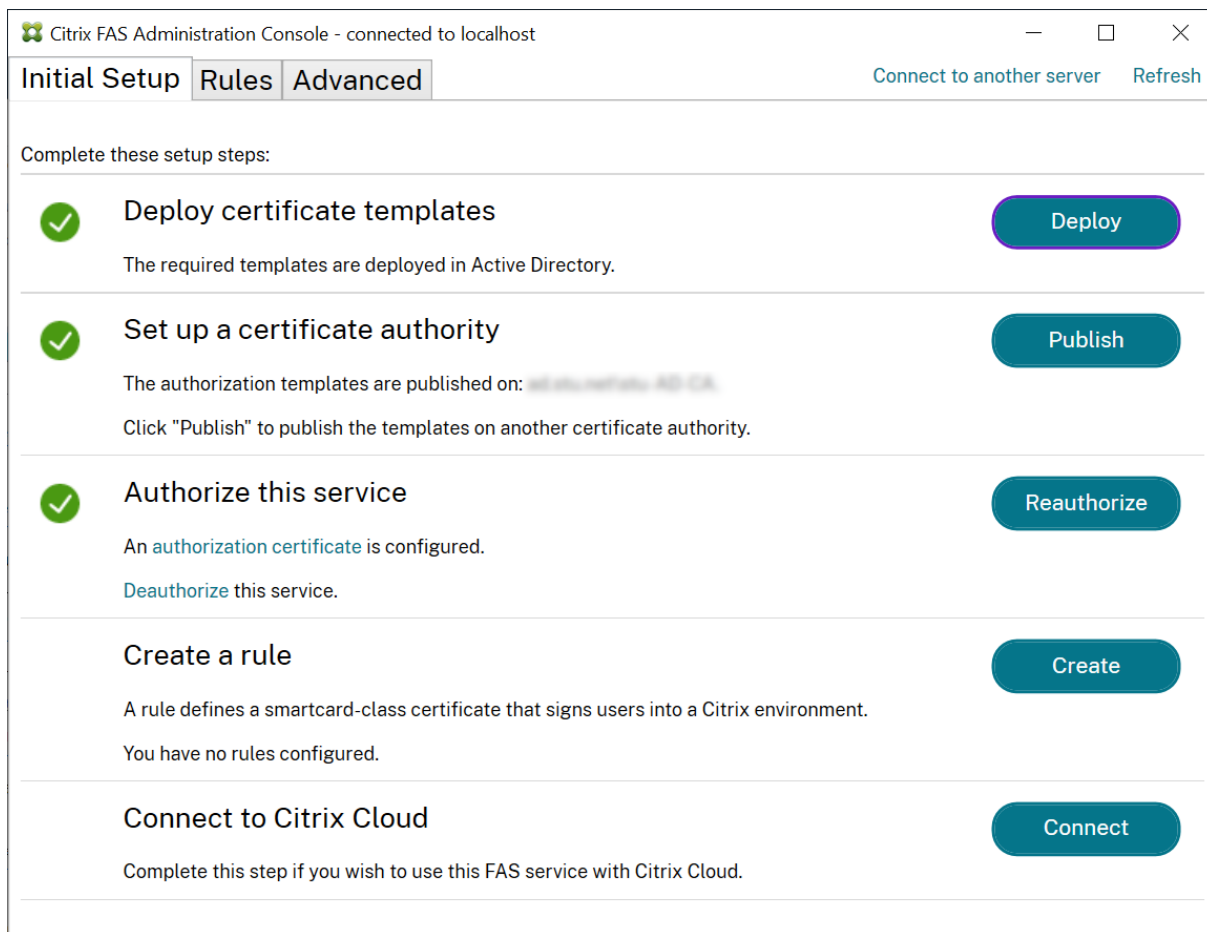 Citrix FAS Administration Console - connected to localhost
Initial Setup Rules Advanced Connect to another server Refresh
Complete these setup steps:
Deploy certificate templates
Deploy
The required templates are deployed in Active Directory.
Set up a certificate authority
Publish
The authorization templates are published on:
Click "Publish" to publish the templates on another certificate authority.
Authorize this service
Reauthorize
An authorization certificate is configured.
Deauthorize this service.
Create a rule
Create
A rule defines a smartcard-class certificate that signs users into a Citrix environment.
You have no rules configured.
Connect to Citrix Cloud
Connect
Complete this step if you wish to use this FAS service with Citrix Cloud.